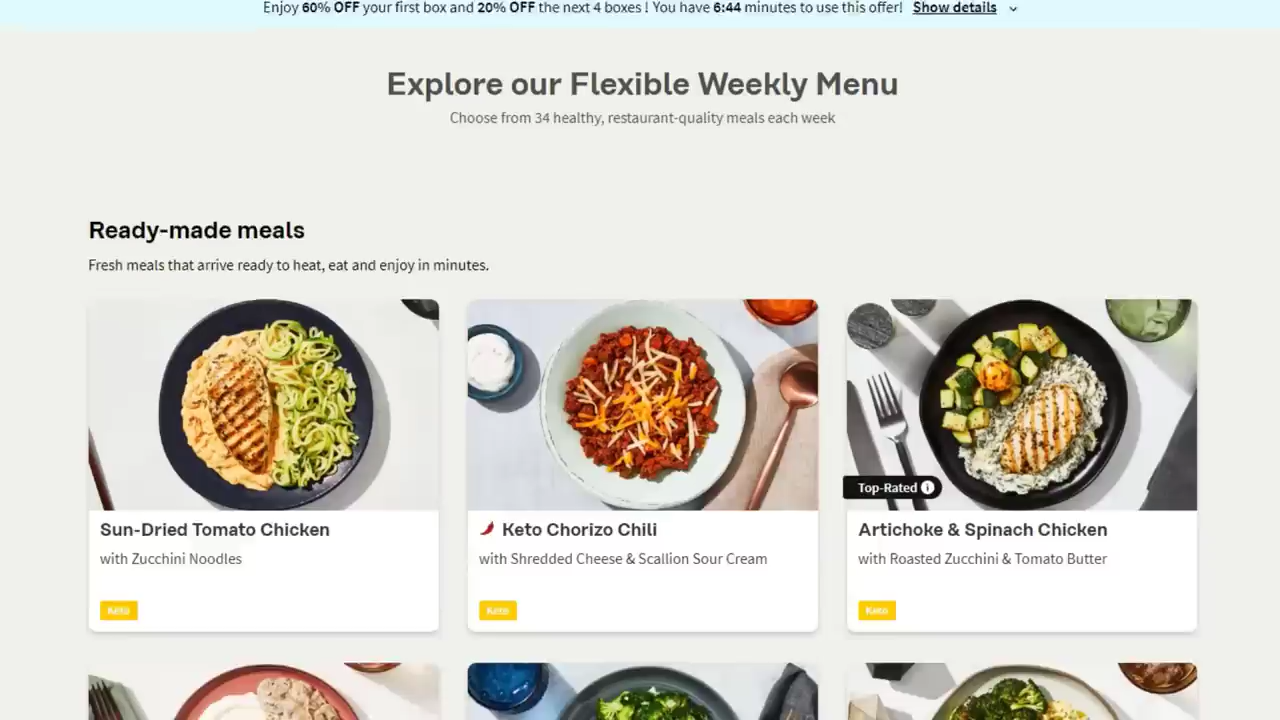 Enjoy 60% OFF your first box and 20% OFF the next 4 boxes ! You have 6:44 minutes to use this offer! Show details
Explore our Flexible Weekly Menu
Choose from 34 healthy, restaurant-quality meals each week
Ready-made meals
Fresh meals that arrive ready to heat, eat and enjoy in minutes.
Top-Rated
Sun-Dried Tomato Chicken
with Zucchini Noodles
Keto
Keto Chorizo Chili
with Shredded Cheese & Scallion Sour Cream
Keto
Artichoke & Spinach Chicken
with Roasted Zucchini & Tomato Butter
Keto